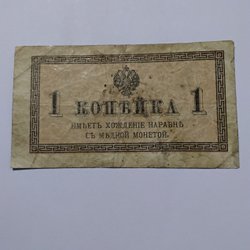 1 КОПѢЙКА 1
ИМѢЕТЪ ХОЖДЕНІЕ НАРАВНѢ
СЪ МѢДНОЙ МОНЕТОЙ.